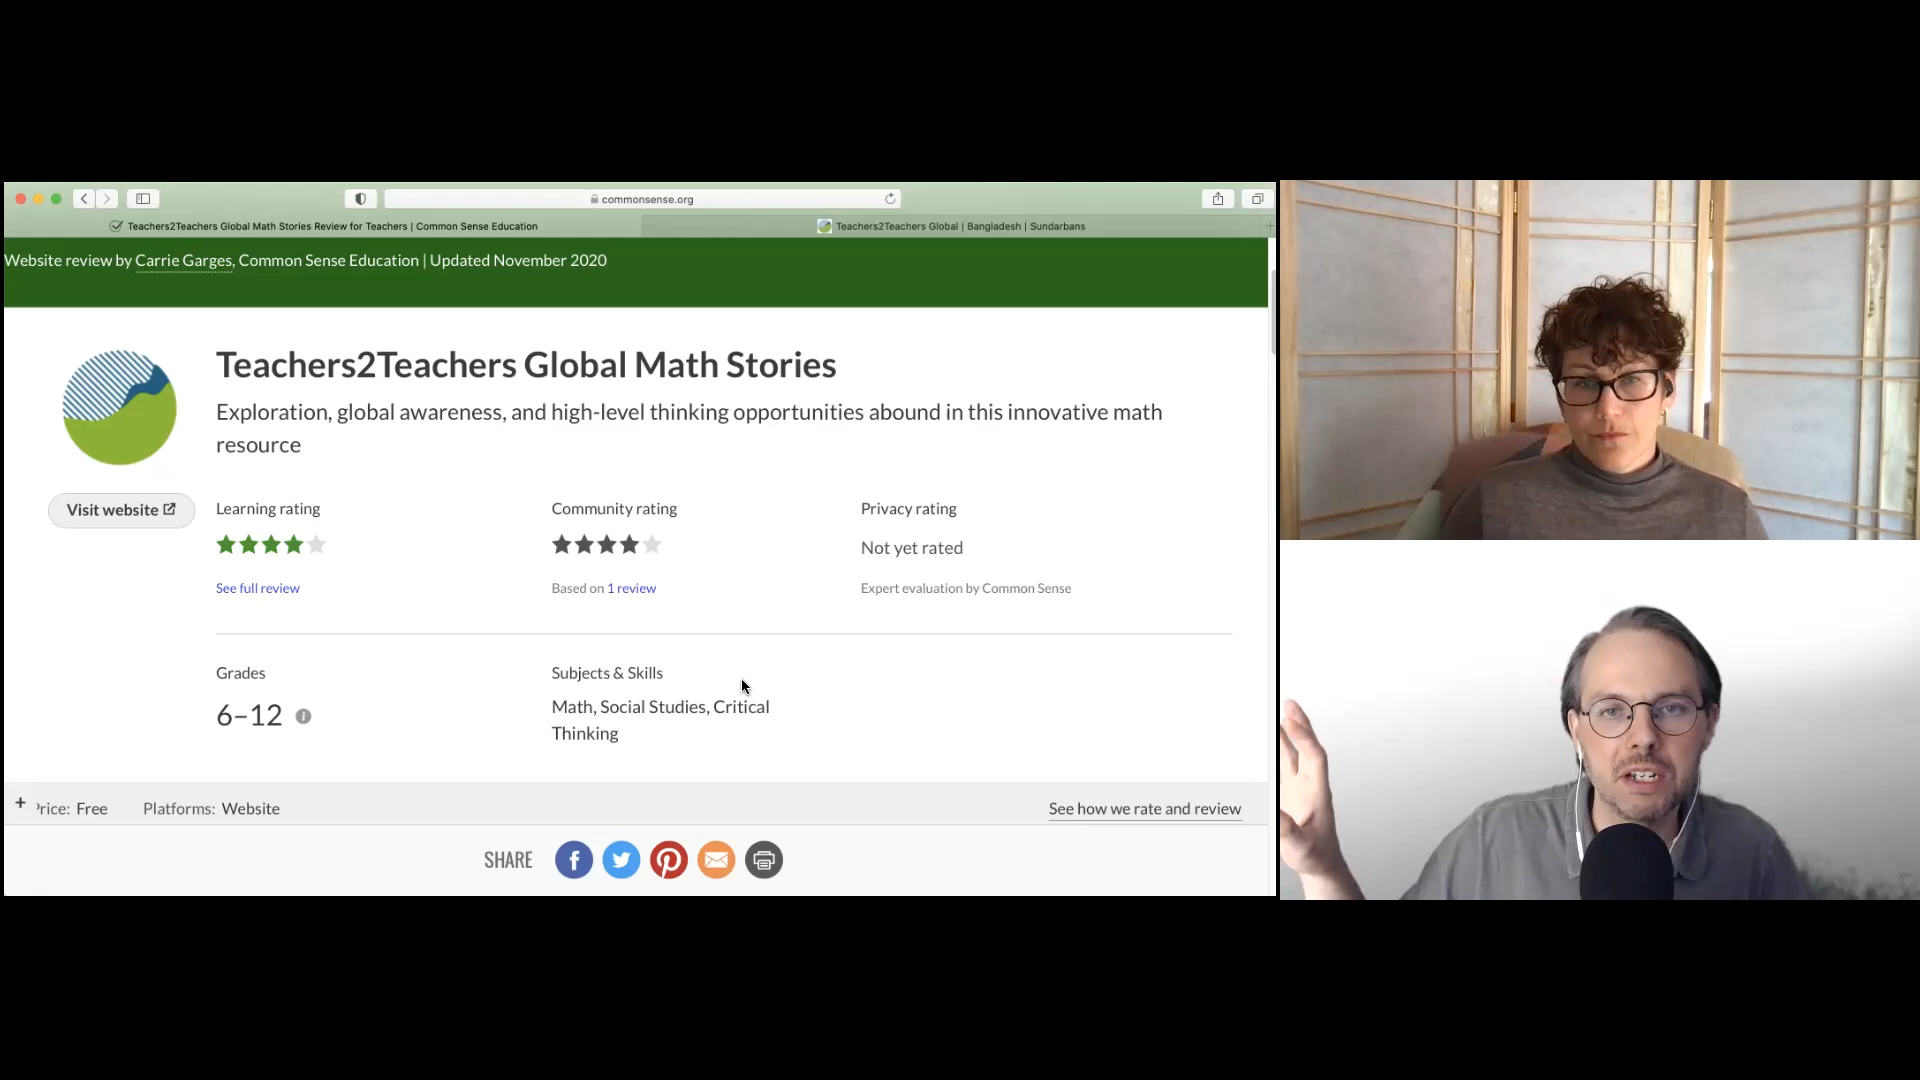 commonsense.org
Teachers2Teachers Global Math Stories Review for Teachers | Common Sense Education
Teachers2Teachers Global | Bangladesh | Sundarbans
Website review by Carrie Garges, Common Sense Education | Updated November 2020
Teachers2Teachers Global Math Stories
Exploration, global awareness, and high-level thinking opportunities abound in this innovative math
resource
Visit website
Learning rating
Community rating
Privacy rating
Not yet rated
See full review
Based on 1 review
Expert evaluation by Common Sense
Grades
Subjects & Skills
6–12
Math, Social Studies, Critical
Thinking
rice: Free
Platforms: Website
See how we rate and review
SHARE